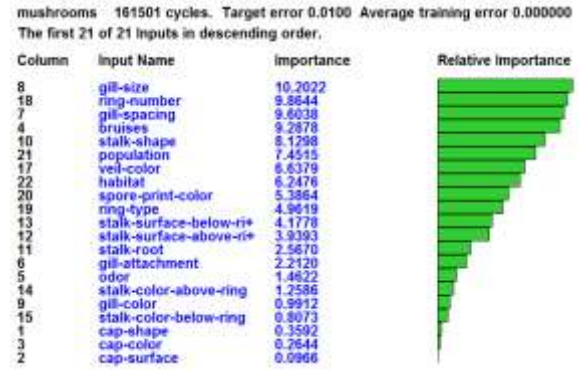 mushrooms 161501 cycles. Target error 0.0100 Average training error 0.000000
The first 21 of 21 Inputs in descending order.
Column Input Name Importance Relative Importance
8 gill-size 10.2022
18 ring-number 9.8644
7 gill-spacing 9.6038
4 bruises 9.2878
10 stalk-shape 8.1298
21 population 7.4515
17 veil-color 6.6379
22 habitat 6.2476
20 spore-print-color 5.3864
19 ring-type 4.9619
13 stalk-surface-below-ri+ 4.1778
12 stalk-surface-above-ri+ 3.9393
11 stalk-root 2.5670
6 gill-attachment 2.2120
5 odor 1.4622
14 stalk-color-above-ring 1.2586
9 gill-color 0.9912
15 stalk-color-below-ring 0.8073
1 cap-shape 0.3592
3 cap-color 0.2644
2 cap-surface 0.0966